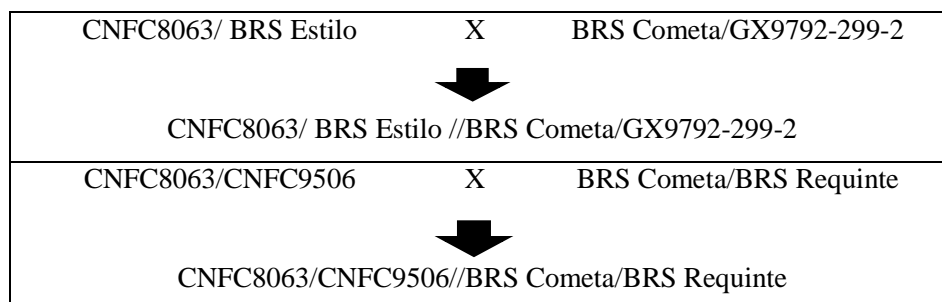 CNFC8063/ BRS Estilo X BRS Cometa/GX9792-299-2
CNFC8063/ BRS Estilo //BRS Cometa/GX9792-299-2
CNFC8063/CNFC9506 X BRS Cometa/BRS Requinte
CNFC8063/CNFC9506//BRS Cometa/BRS Requinte